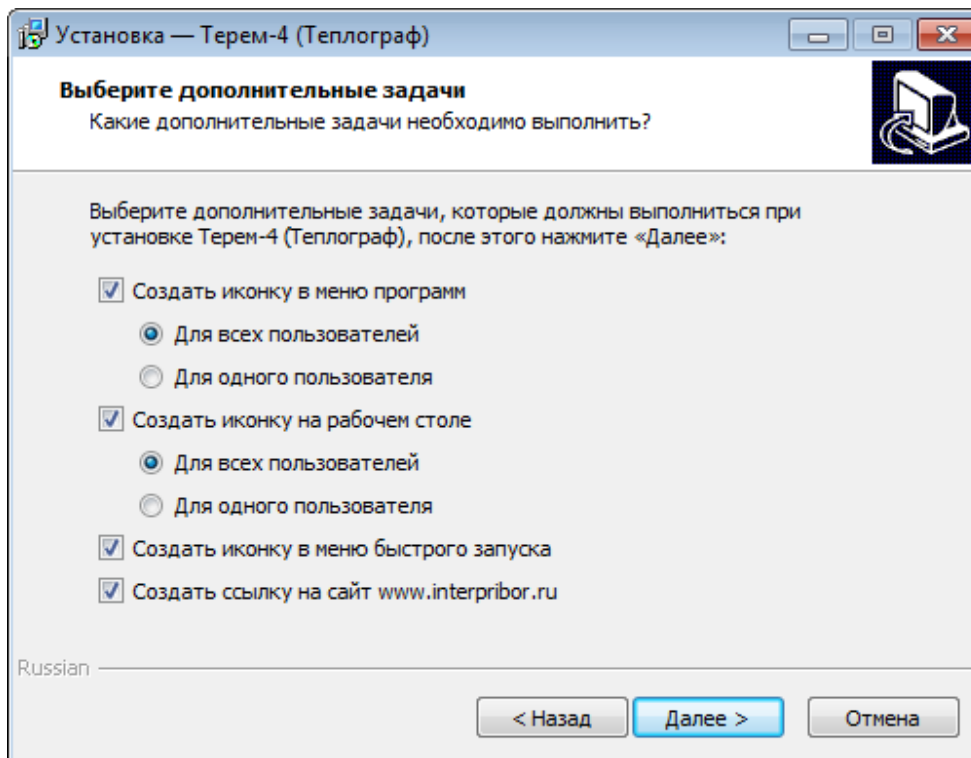 Установка — Терем-4 (Теплограф)
Выберите дополнительные задачи
Какие дополнительные задачи необходимо выполнить?
Выберите дополнительные задачи, которые должны выполниться при
установке Терем-4 (Теплограф), после этого нажмите «Далее»:
Создать иконку в меню программ
Для всех пользователей
Для одного пользователя
Создать иконку на рабочем столе
Для всех пользователей
Для одного пользователя
Создать иконку в меню быстрого запуска
Создать ссылку на сайт www.interpribor.ru
Russian
< Назад Далее > Отмена